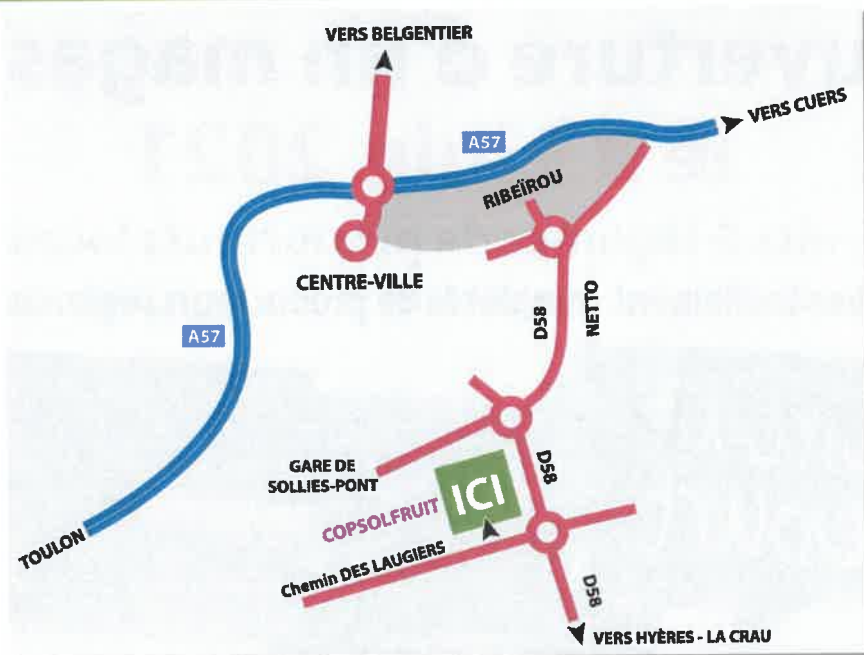 VERS BELGENTIER
VERS CUERS
A57
RIBEÏROU
CENTRE-VILLE
A57
D58
NETTO
GARE DE
SOLLIES-PONT
D58
COPSOLFRUIT
ICI
TOULON
Chemin DES LAUGIERS
D58
VERS HYÈRES - LA CRAU